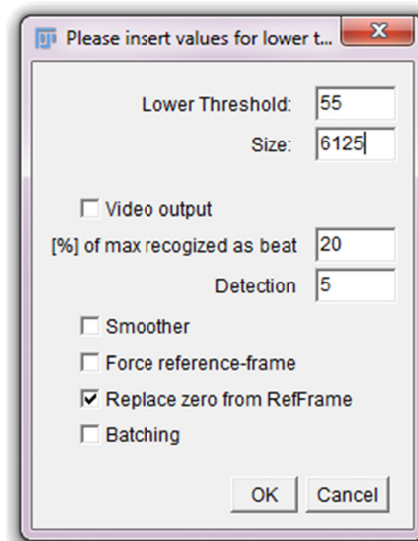 Please insert values for lower t...
Lower Threshold: 55
Size: 6125
Video output
[%] of max recogized as beat 20
Detection 5
Smoother
Force reference-frame
Replace zero from RefFrame
Batching
OK Cancel